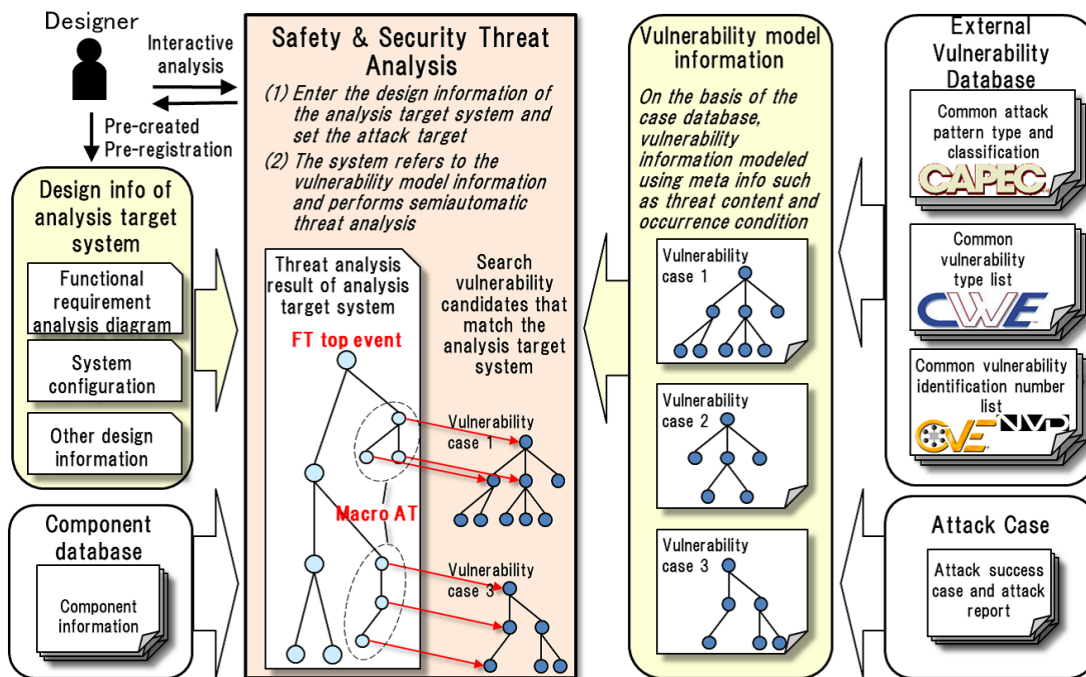 Designer
Interactive
analysis
Pre-created
Pre-registration
Design info of
analysis target
system
Functional
requirement
analysis diagram
System
configuration
Other design
information
Component
database
Component
information
Safety & Security Threat
Analysis
(1) Enter the design information of
the analysis target system and
set the attack target
(2) The system refers to the
vulnerability model information
and performs semiautomatic
threat analysis
Threat analysis
result of analysis
target system
FT top event
Macro AT
Search
vulnerability
candidates that
match the
analysis target
system
Vulnerability
case 1
Vulnerability
case 3
Vulnerability model
information
On the basis of the
case database,
vulnerability
information modeled
using meta info such
as threat content and
occurrence condition
Vulnerability
case 1
Vulnerability
case 2
Vulnerability
case 3
External
Vulnerability
Database
Common attack
pattern type and
classification
CAPEC
Common
vulnerability
type list
CWE
Common vulnerability
identification number
list
CVE
NVD
Attack Case
Attack success
case and attack
report